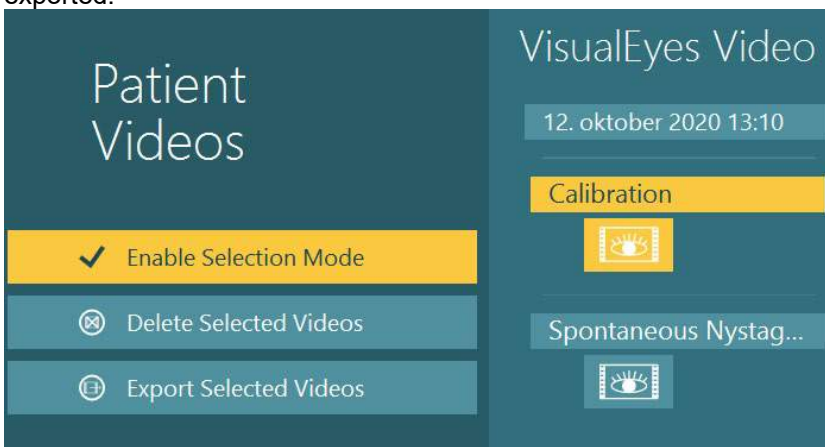 exported.
Patient
Videos
Enable Selection Mode
Delete Selected Videos
Export Selected Videos
VisualEyes Video
12. oktober 2020 13:10
Calibration
Spontaneous Nystag...